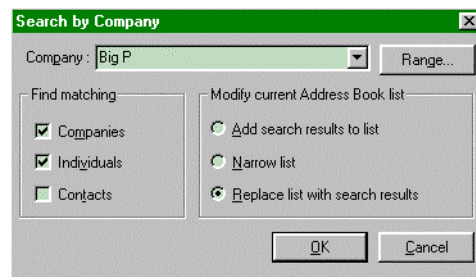 Search by Company
Company : Big P
Range...
Find matching
Companies
Individuals
Contacts
Modify current Address Book list
Add search results to list
Narrow list
Replace list with search results
OK
Cancel